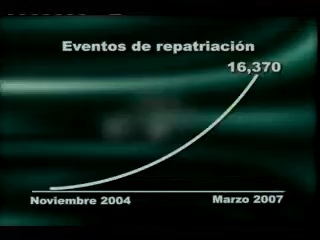 Eventos de repatriación
16,370
Noviembre 2004
Marzo 2007